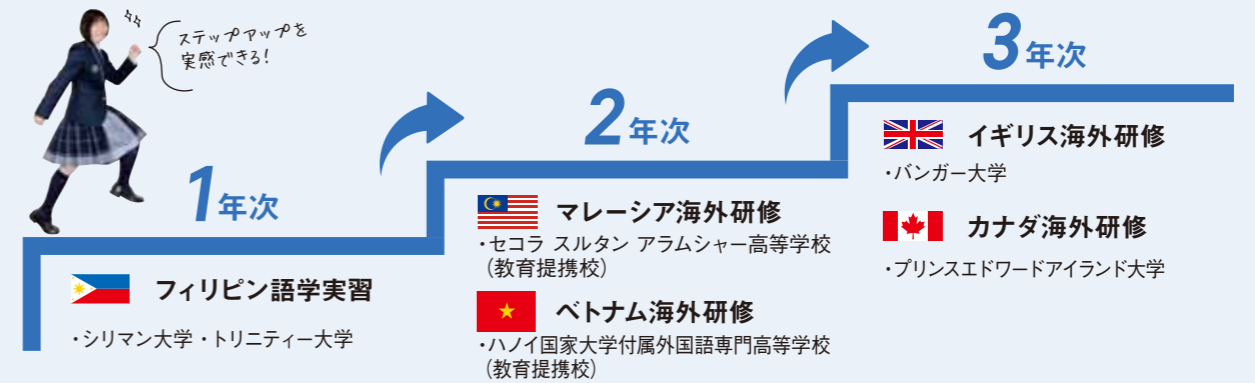 ステップアップを
実感できる!
1年次
フィリピン語学実習
・シリマン大学 ・トリニティー大学
2年次
マレーシア海外研修
・セコラ スルタン アラムシャー高等学校
(教育提携校)
ベトナム海外研修
・ハノイ国家大学付属外国語専門高等学校
(教育提携校)
3年次
イギリス海外研修
・バンガー大学
カナダ海外研修
・プリンスエドワードアイランド大学